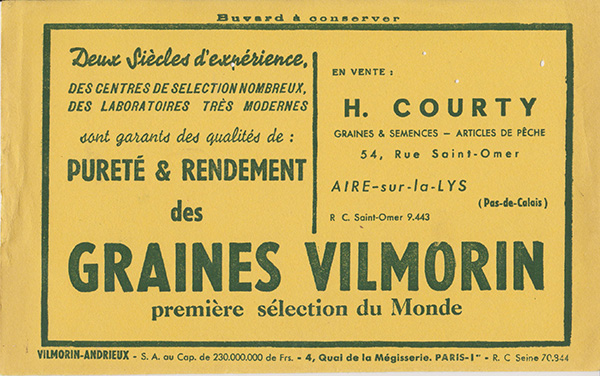 Buvard à conserver
Deux Siècles d'expérience,
DES CENTRES DE SELECTION NOMBREUX,
DES LABORATOIRES TRÈS MODERNES
sont garants des qualités de :
PURETÉ & RENDEMENT
des
EN VENTE :
H. COURTY
GRAINES & SEMENCES — ARTICLES DE PÊCHE
54, Rue Saint-Omer
AIRE-sur-la-LYS
(Pas-de-Calais)
R C. Saint-Omer 9.443
GRAINES VILMORIN
première sélection du Monde
VILMORIN-ANDRIEUX - S. A. au Cap. de 230.000.000 de Frs. - 4, Quai de la Mégisserie. PARIS-Iᵉʳ - R. C Seine 70.344